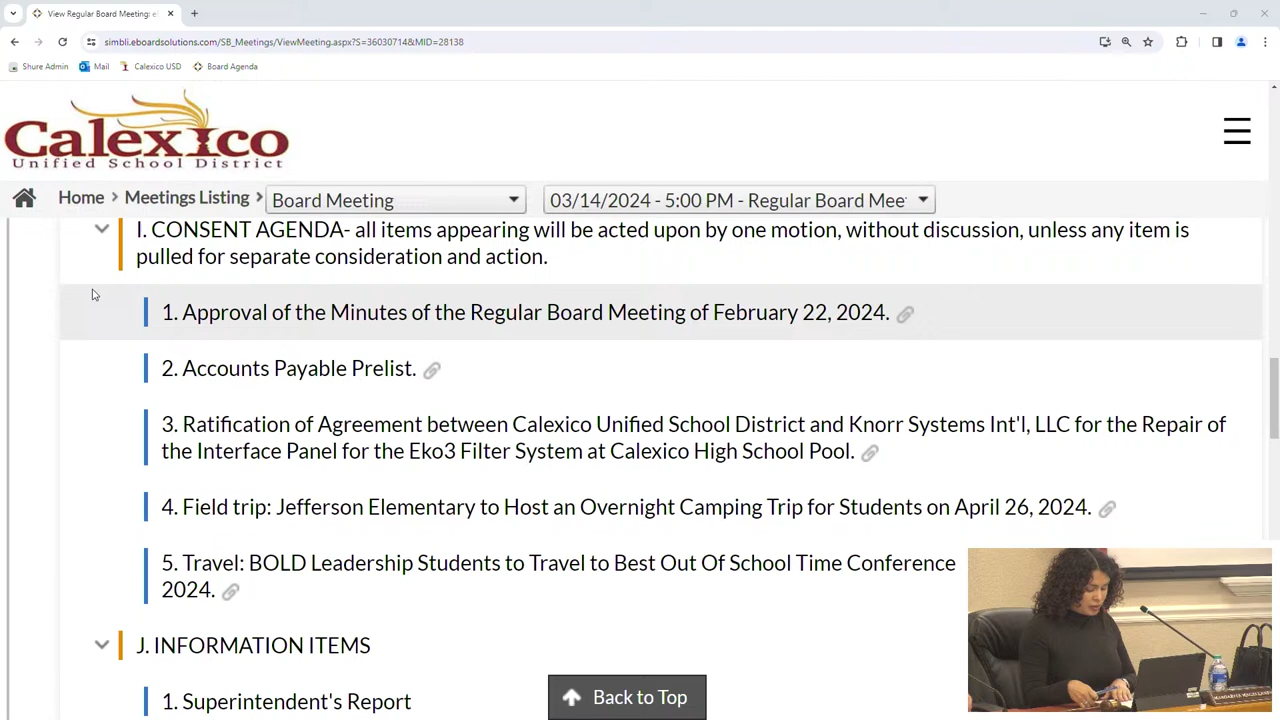 View Regular Board Meeting: e
simbli.eboardsolutions.com/SB_Meetings/ViewMeeting.aspx?S=36030714&MID=28138
Shure Admin Mail Calexico USD Board Agenda
Calexico
Unified School District
Home > Meetings Listing > Board Meeting 03/14/2024 - 5:00 PM - Regular Board Mee
I. CONSENT AGENDA- all items appearing will be acted upon by one motion, without discussion, unless any item is
pulled for separate consideration and action.
1. Approval of the Minutes of the Regular Board Meeting of February 22, 2024.
2. Accounts Payable Prelist.
3. Ratification of Agreement between Calexico Unified School District and Knorr Systems Int'l, LLC for the Repair of
the Interface Panel for the Eko3 Filter System at Calexico High School Pool.
4. Field trip: Jefferson Elementary to Host an Overnight Camping Trip for Students on April 26, 2024.
5. Travel: BOLD Leadership Students to Travel to Best Out Of School Time Conference
2024.
J. INFORMATION ITEMS
1. Superintendent's Report
Back to Top